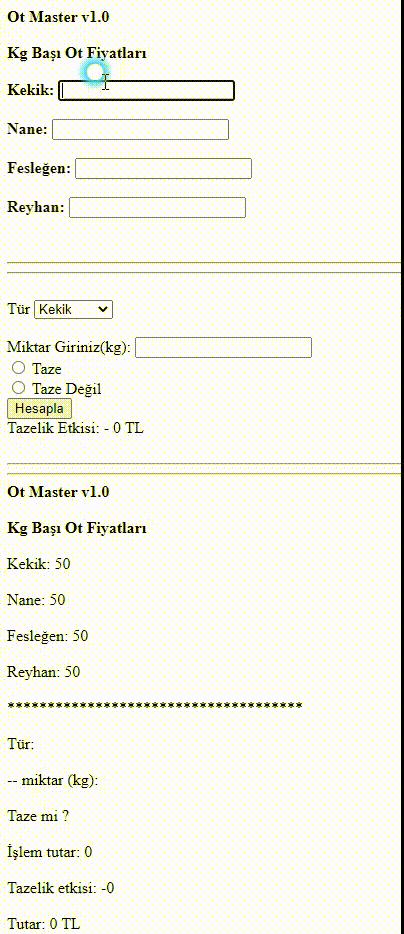 Ot Master v1.0
Kg Başı Ot Fiyatları
Kekik:
Nane:
Fesleğen:
Reyhan:
Tür Kekik
Miktar Giriniz(kg):
Taze
Taze Değil
Hesapla
Tazelik Etkisi: - 0 TL
Ot Master v1.0
Kg Başı Ot Fiyatları
Kekik: 50
Nane: 50
Fesleğen: 50
Reyhan: 50
*************************************
Tür:
-- miktar (kg):
Taze mi ?
İşlem tutar: 0
Tazelik etkisi: -0
Tutar: 0 TL